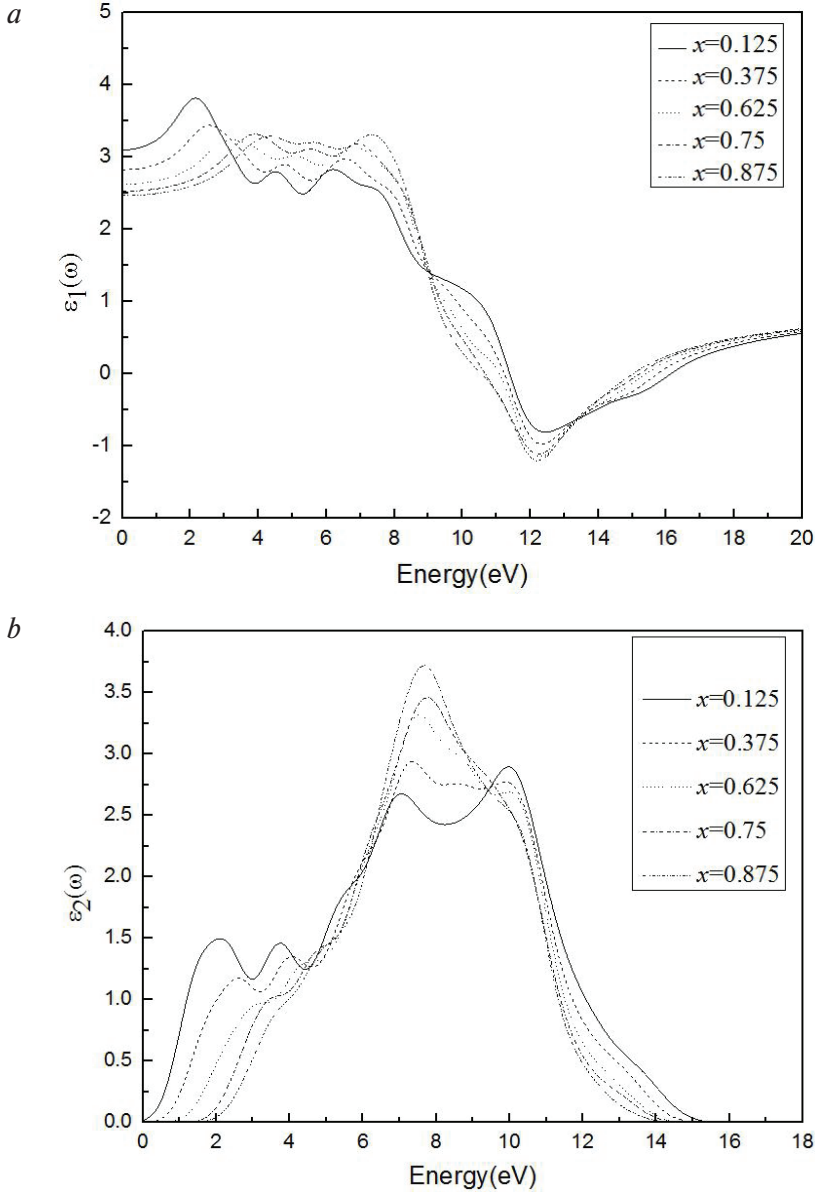 a
5
4
3
2
1
0
-1
-2
ε1(ω)
x=0.125
x=0.375
x=0.625
x=0.75
x=0.875
0 2 4 6 8 10 12 14 16 18 20
Energy(eV)
b
4.0
3.5
3.0
2.5
2.0
1.5
1.0
0.5
0.0
ε2(ω)
x=0.125
x=0.375
x=0.625
x=0.75
x=0.875
0 2 4 6 8 10 12 14 16 18
Energy(eV)